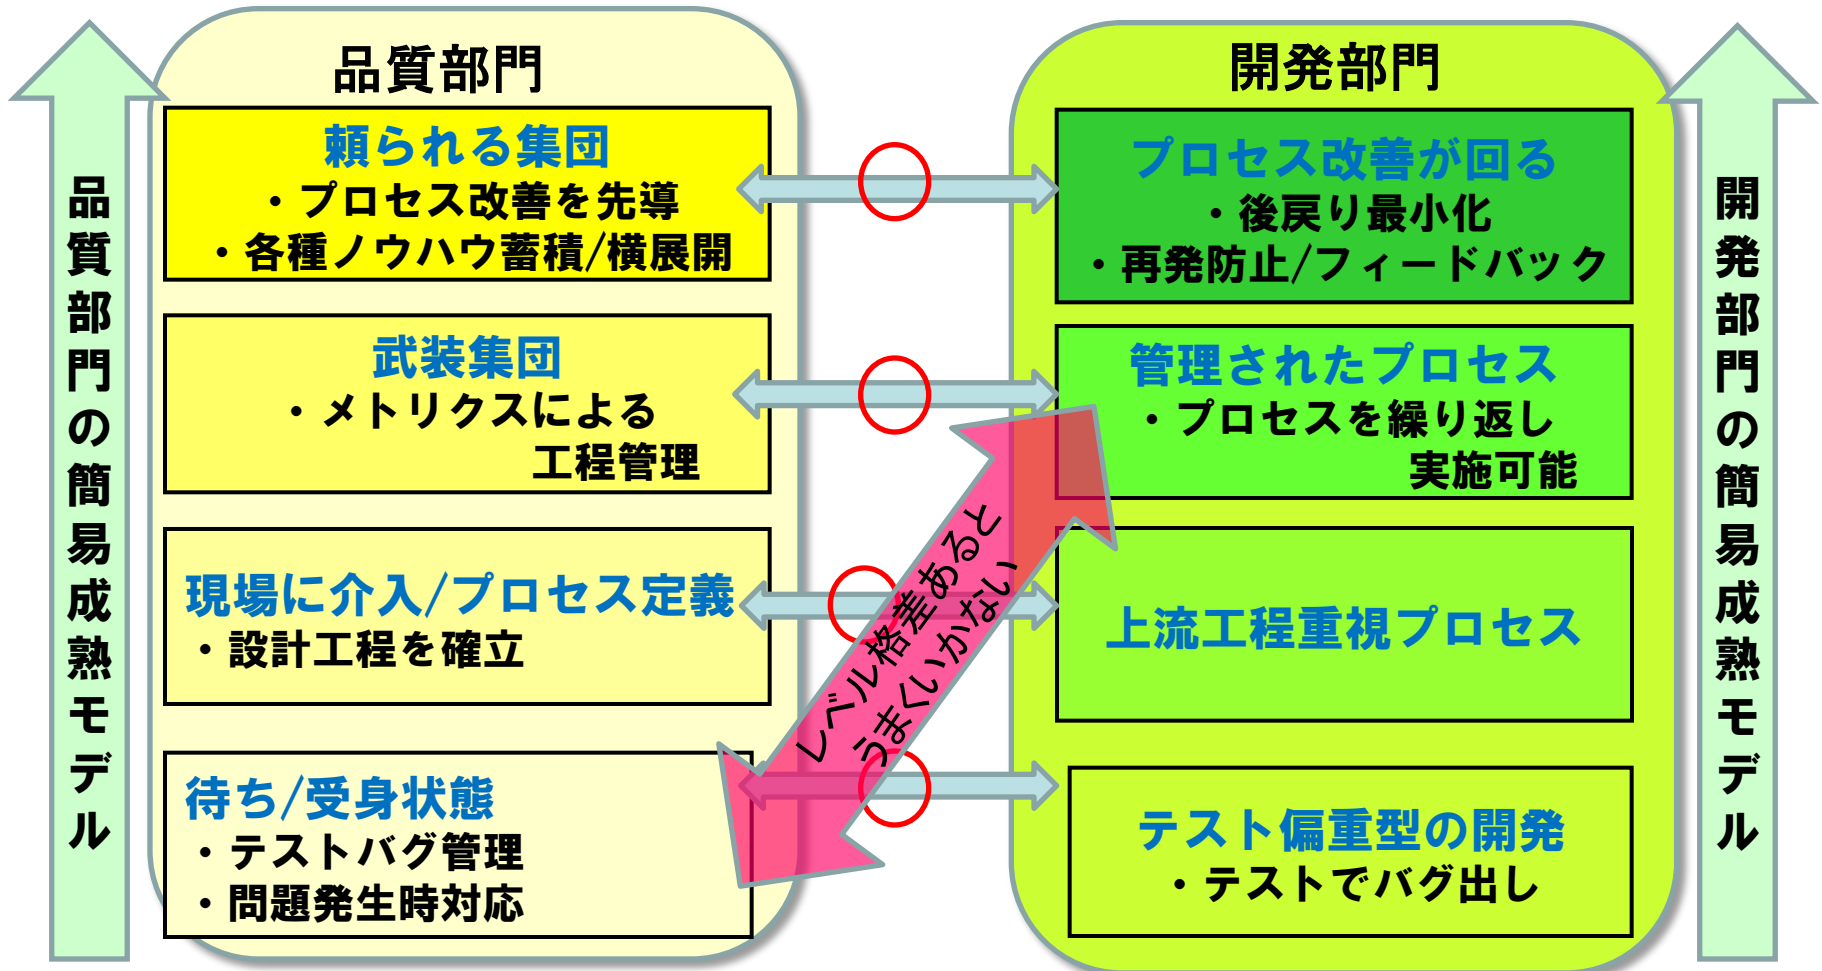 品質部門
開発部門
品質部門の簡易成熟モデル
頼られる集団
・プロセス改善を先導
・各種ノウハウ蓄積/横展開
武装集団
・メトリクスによる
工程管理
現場に介入/プロセス定義
・設計工程を確立
待ち/受身状態
・テストバグ管理
・問題発生時対応
レベル格差あると
うまくいかない
プロセス改善が回る
・後戻り最小化
・再発防止/フィードバック
管理されたプロセス
・プロセスを繰り返し
実施可能
上流工程重視プロセス
テスト偏重型の開発
・テストでバグ出し
開発部門の簡易成熟モデル